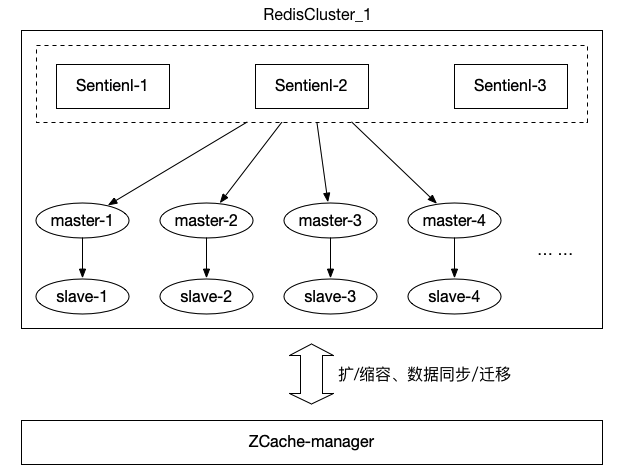 RedisCluster_1
Sentienl-1 Sentienl-2 Sentienl-3
master-1 master-2 master-3 master-4
... ...
slave-1 slave-2 slave-3 slave-4
扩/缩容、数据同步/迁移
ZCache-manager